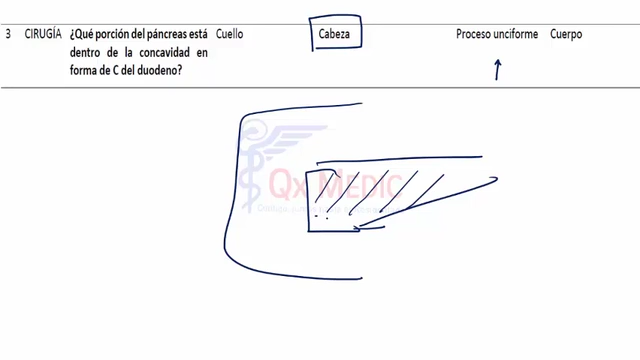 3 CIRUGÍA ¿Qué porción del páncreas está Cuello Cabeza Proceso unciforme Cuerpo
dentro de la concavidad en
forma de C del duodeno?
QX MEDIC